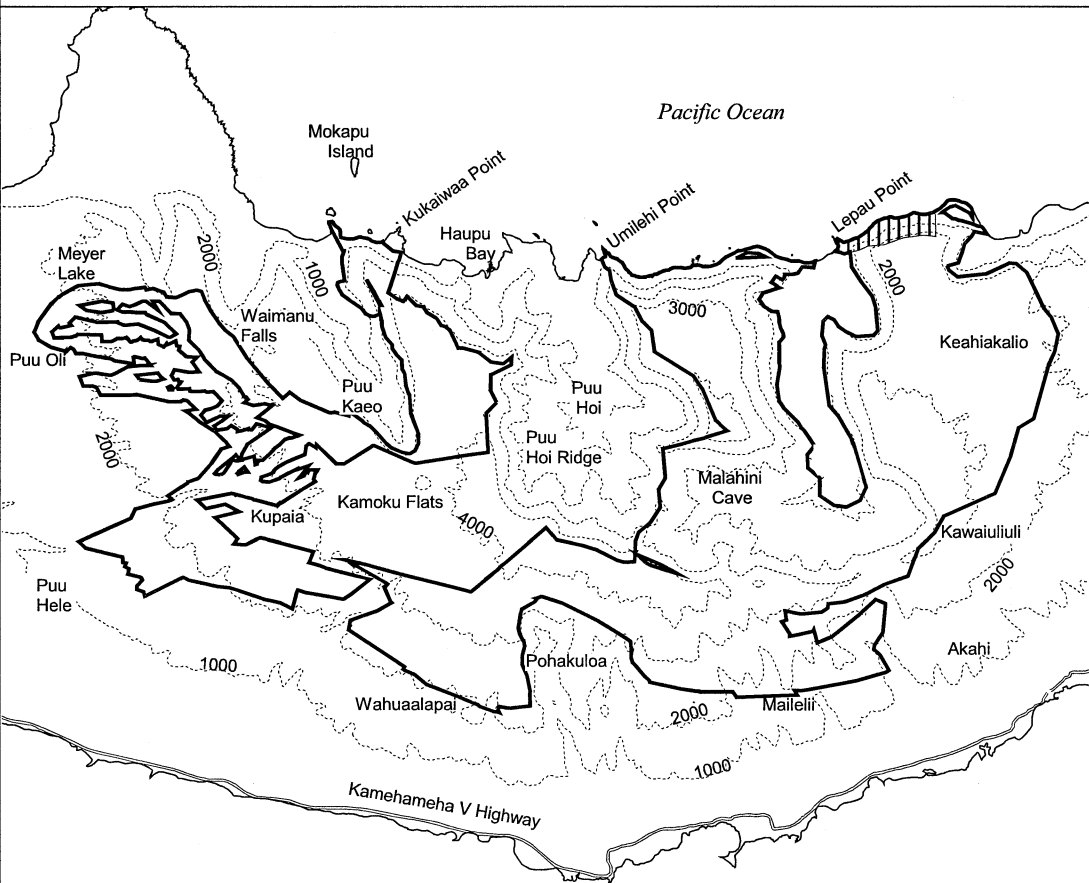 Pacific Ocean
Mokapu
Island
Kukaiwaa Point
Umilehi Point
Lepau Point
Haupu
Bay
Meyer
Lake
2000
1000
2000
3000
Waimanu
Falls
Puu Oli
Keahiakalio
Puu
Kaeo
Puu
Hoi
Puu
Hoi Ridge
2000
Malahini
Cave
Kamoku Flats
Kupaia
4000
Kawaiuliuli
2000
Puu
Hele
Akahi
1000
Pohakuloa
Wahuaalapai
2000
Mailelii
1000
Kamehameha V Highway